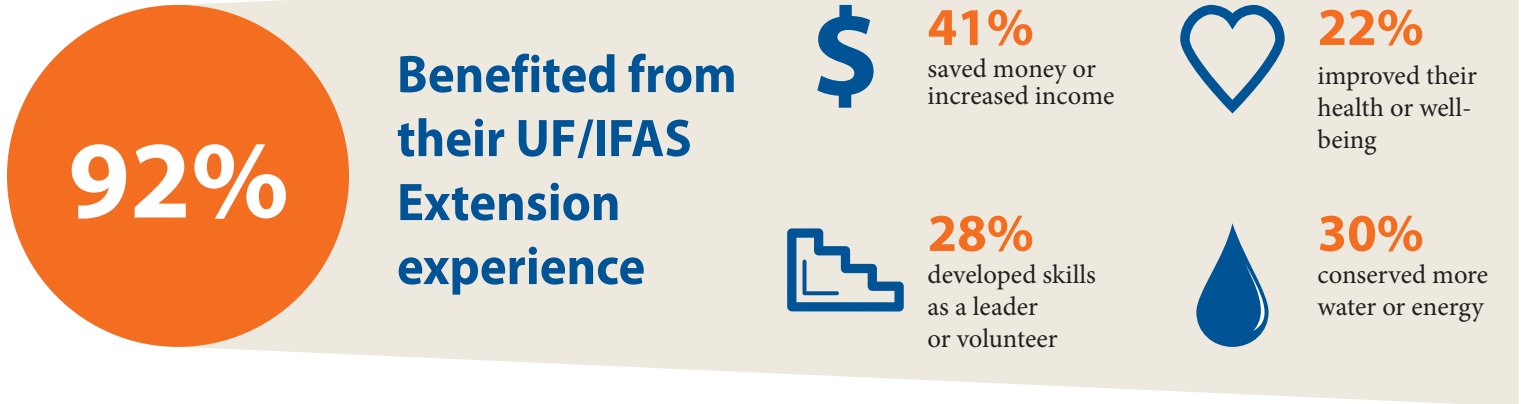 92%
Benefited from
their UF/IFAS
Extension
experience
$
41%
saved money or
increased income
22%
improved their
health or well-
being
28%
developed skills
as a leader
or volunteer
30%
conserved more
water or energy